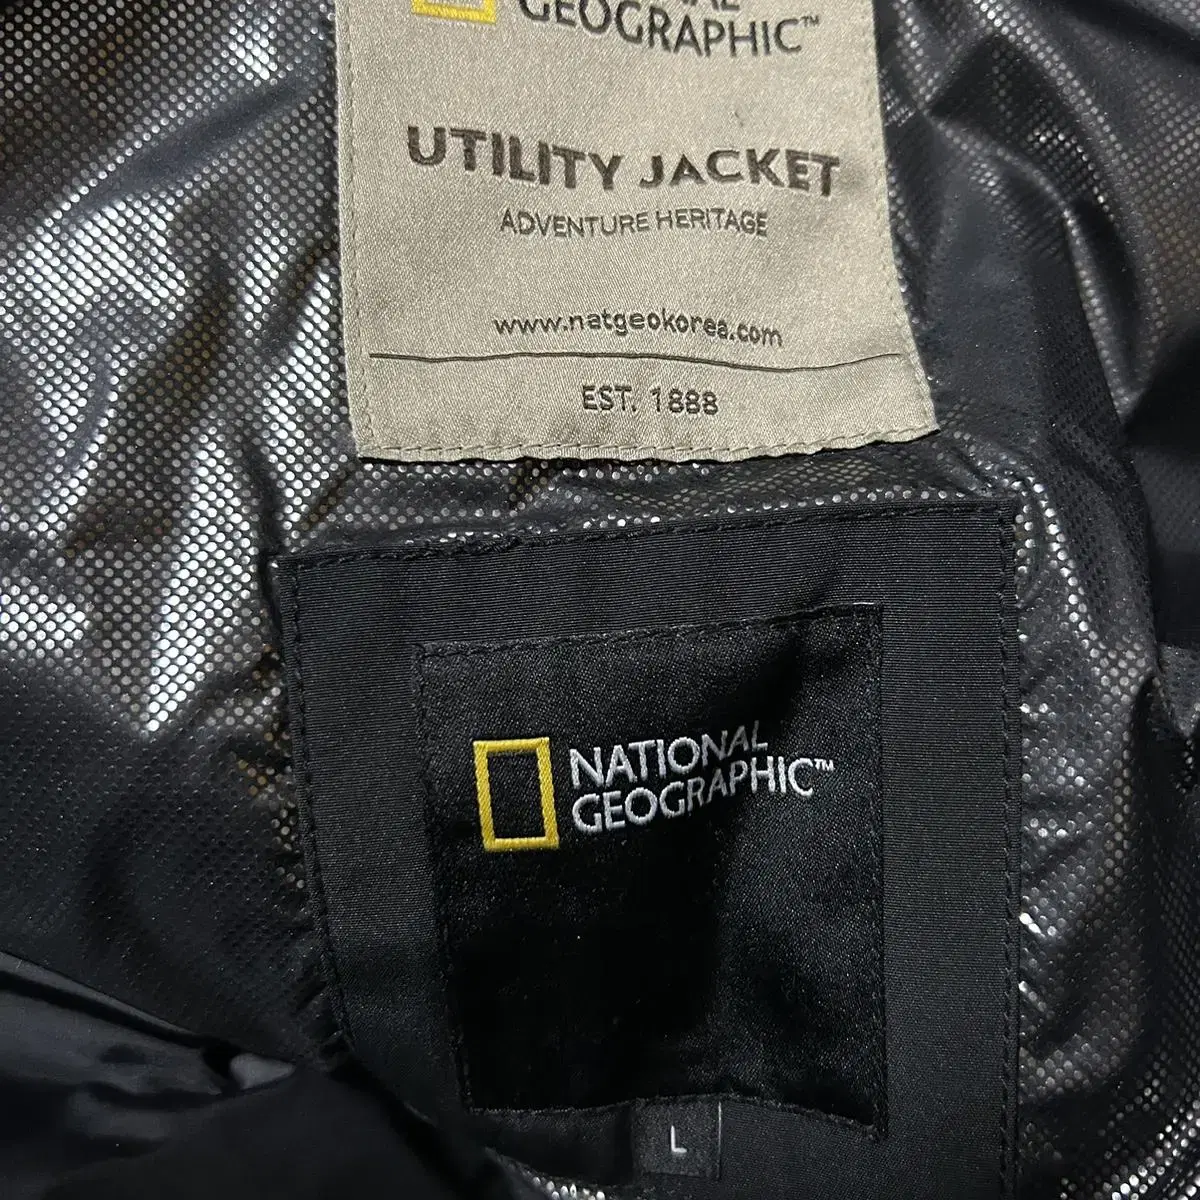 GEOGRAPHIC™
UTILITY JACKET
ADVENTURE HERITAGE
www.natgeokorea.com
EST. 1888
NATIONAL
GEOGRAPHIC™
L